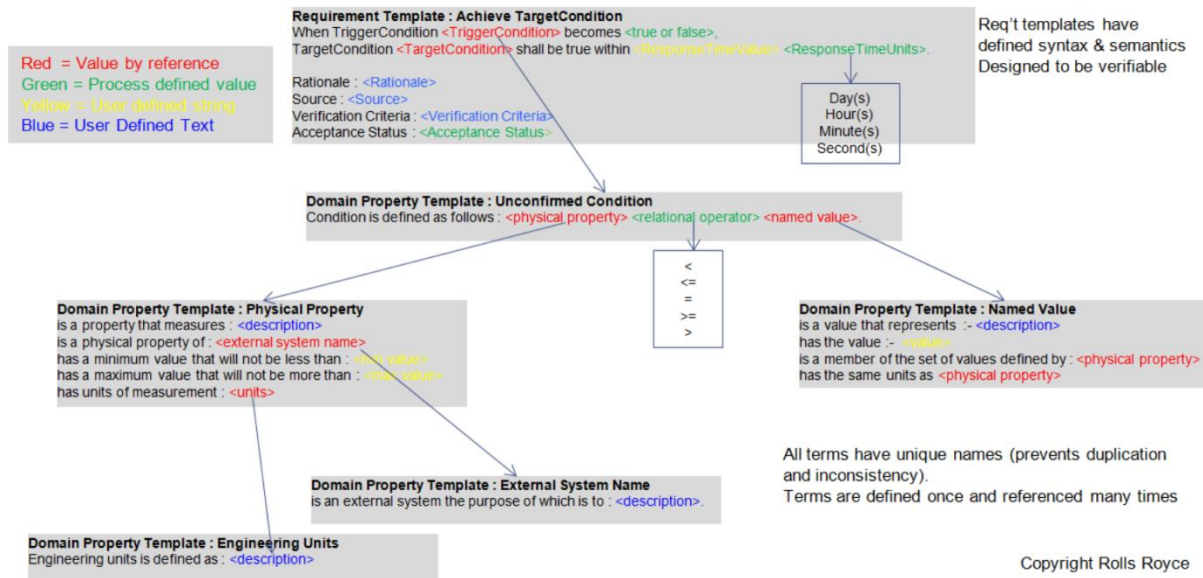 Requirement Template : Achieve TargetCondition
When TriggerCondition <TriggerCondition> becomes <true or false>,
TargetCondition <TargetCondition> shall be true within <ResponseTimeValue> <ResponseTimeUnits>.
Rationale : <Rationale>
Source : <Source>
Verification Criteria : <Verification Criteria>
Acceptance Status : <Acceptance Status>
Req't templates have
defined syntax & semantics
Designed to be verifiable
Red = Value by reference
Green = Process defined value
Yellow = User defined string
Blue = User Defined Text
Day(s)
Hour(s)
Minute(s)
Second(s)
Domain Property Template : Unconfirmed Condition
Condition is defined as follows : <physical property> <relational operator> <named value>.
<
<=
=
>=
>
Domain Property Template : Physical Property
is a property that measures : <description>
is a physical property of : <external system name>
has a minimum value that will not be less than : <min value>
has a maximum value that will not be more than : <max value>
has units of measurement : <units>
Domain Property Template : Named Value
is a value that represents :- <description>
has the value :- <value>
is a member of the set of values defined by : <physical property>
has the same units as <physical property>
Domain Property Template : External System Name
is an external system the purpose of which is to : <description>.
All terms have unique names (prevents duplication
and inconsistency).
Terms are defined once and referenced many times
Domain Property Template : Engineering Units
Engineering units is defined as : <description>
Copyright Rolls Royce